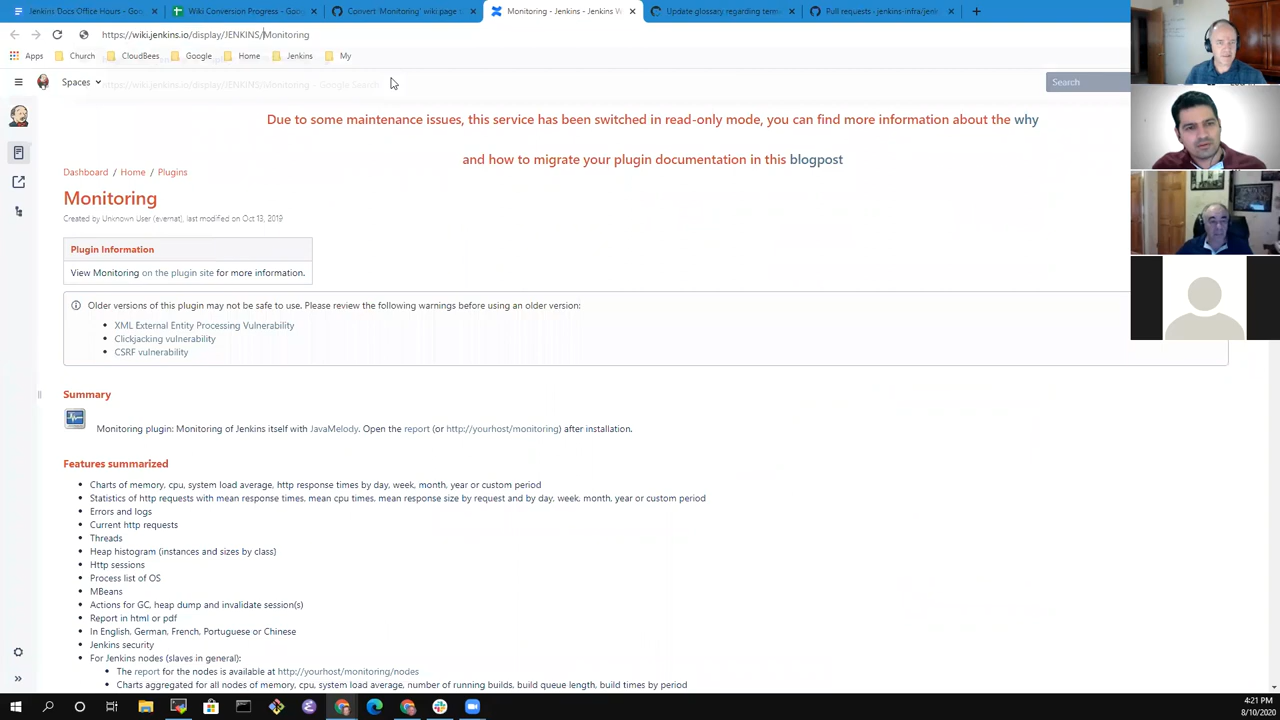 Jenkins Docs Office Hours - Goo
Wiki Conversion Progress - Goog
Convert 'Monitoring' wiki page t
Monitoring - Jenkins - Jenkins W
Update glossary regarding term
Pull requests · jenkins-infra/jenk
https://wiki.jenkins.io/display/JENKINS/Monitoring
Apps
Church
CloudBees
Google
Home
Jenkins
My
https://wiki.jenkins.io/display/JENKINS/Monitoring – Google Search
Spaces
Search
Due to some maintenance issues, this service has been switched in read-only mode, you can find more information about the why
and how to migrate your plugin documentation in this blogpost
Dashboard / Home / Plugins
Monitoring
Created by Unknown User (evernat), last modified on Oct 13, 2019
Plugin Information
View Monitoring on the plugin site for more information.
Older versions of this plugin may not be safe to use. Please review the following warnings before using an older version:
• XML External Entity Processing Vulnerability
• Clickjacking vulnerability
• CSRF vulnerability
Summary
Monitoring plugin: Monitoring of Jenkins itself with JavaMelody. Open the report (or http://yourhost/monitoring) after installation.
Features summarized
• Charts of memory, cpu, system load average, http response times by day, week, month, year or custom period
• Statistics of http requests with mean response times, mean cpu times, mean response size by request and by day, week, month, year or custom period
• Errors and logs
• Current http requests
• Threads
• Heap histogram (instances and sizes by class)
• Http sessions
• Process list of OS
• MBeans
• Actions for GC, heap dump and invalidate session(s)
• Report in html or pdf
• In English, German, French, Portuguese or Chinese
• Jenkins security
• For Jenkins nodes (slaves in general):
• The report for the nodes is available at http://yourhost/monitoring/nodes
• Charts aggregated for all nodes of memory, cpu, system load average, number of running builds, build queue length, build times by period
4:21 PM
8/10/2020